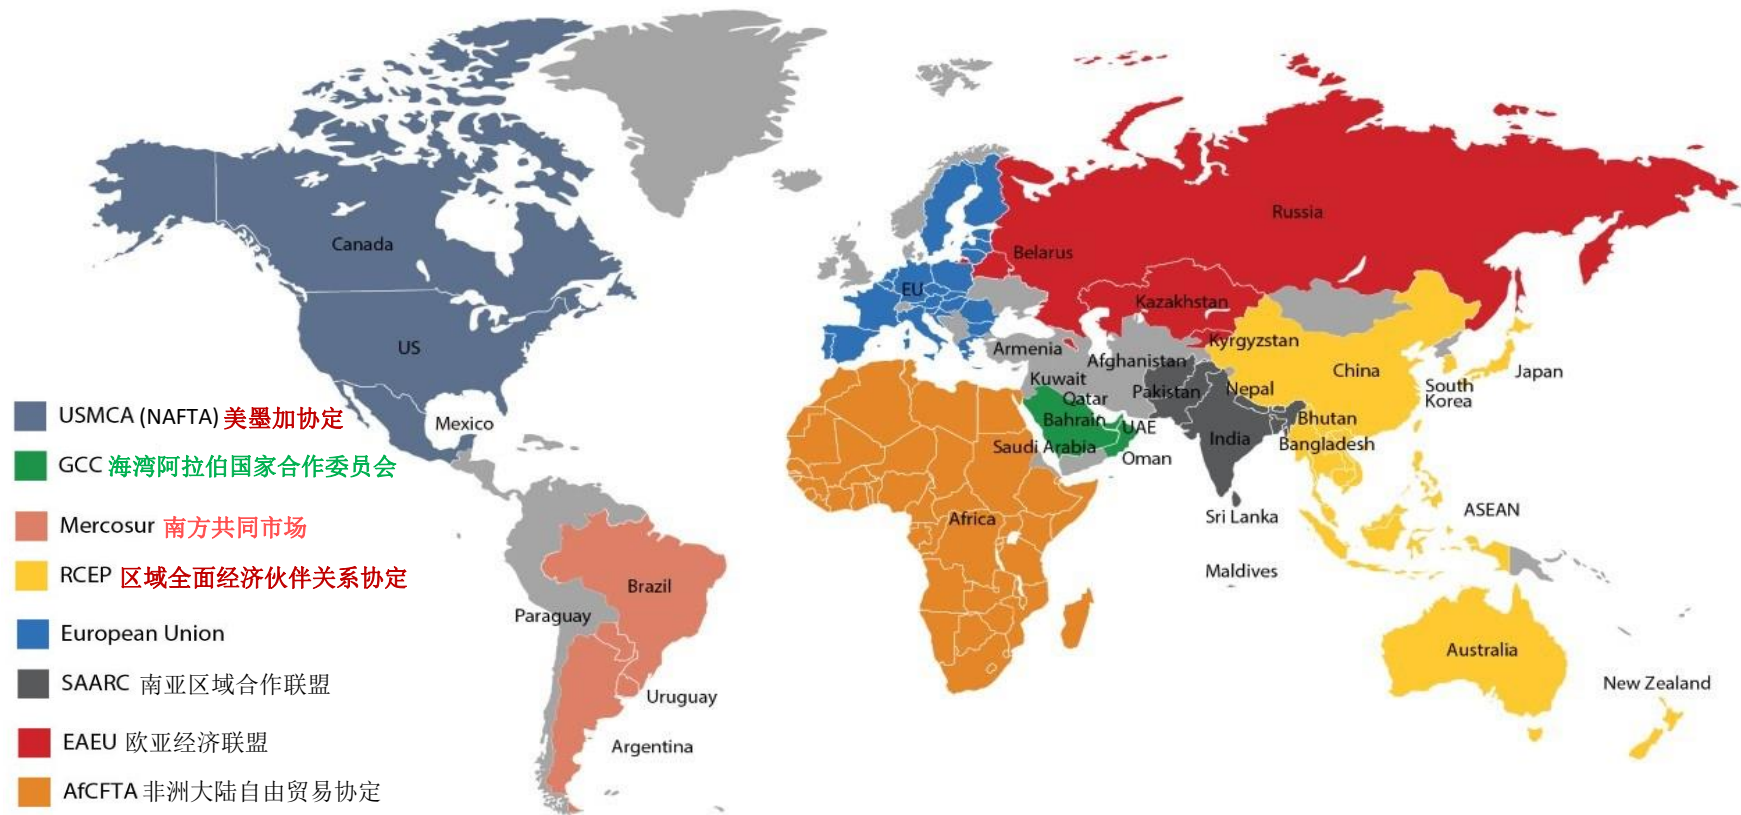 Canada
US
Mexico
USMCA (NAFTA) 美墨加协定
GCC 海湾阿拉伯国家合作委员会
Mercosur 南方共同市场
RCEP 区域全面经济伙伴关系协定
European Union
SAARC 南亚区域合作联盟
EAEU 欧亚经济联盟
AfCFTA 非洲大陆自由贸易协定
Brazil
Paraguay
Uruguay
Argentina
EU
Africa
Russia
Belarus
Kazakhstan
Kyrgyzstan
Armenia
Afghanistan
Kuwait
Qatar
Pakistan
Nepal
Bahrain
UAE
Saudi Arabia
Oman
India
Bhutan
Bangladesh
Sri Lanka
Maldives
China
South
Korea
Japan
ASEAN
Australia
New Zealand